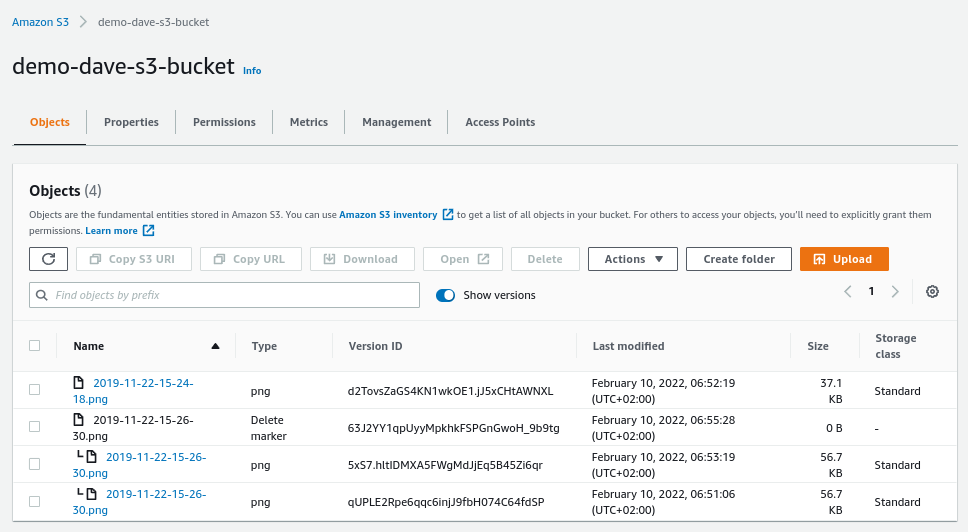 Amazon S3 > demo-dave-s3-bucket
demo-dave-s3-bucket Info
Objects Properties Permissions Metrics Management Access Points
Objects (4)
Objects are the fundamental entities stored in Amazon S3. You can use Amazon S3 inventory to get a list of all objects in your bucket. For others to access your objects, you'll need to explicitly grant them
permissions. Learn more
Copy S3 URI Copy URL Download Open Delete Actions Create folder Upload
Find objects by prefix Show versions 1
Name Type Version ID Last modified Size Storage
class
2019-11-22-15-24- png d2TovsZaGS4KN1wkOE1.jJ5xCHtAWNXL February 10, 2022, 06:52:19 37.1 Standard
18.png (UTC+02:00) KB
2019-11-22-15-26- Delete 63J2YY1qpUyyMpkhkFSPGnGwoH_9b9tg February 10, 2022, 06:55:28 0 B -
30.png marker (UTC+02:00)
2019-11-22-15-26- png 5xS7.hltIDMXA5FWgMdJjEq5B45Zi6qr February 10, 2022, 06:53:19 56.7 Standard
30.png (UTC+02:00) KB
2019-11-22-15-26- png qUPLE2Rpe6qqc6injJ9fbH074C64fdSP February 10, 2022, 06:51:06 56.7 Standard
30.png (UTC+02:00) KB